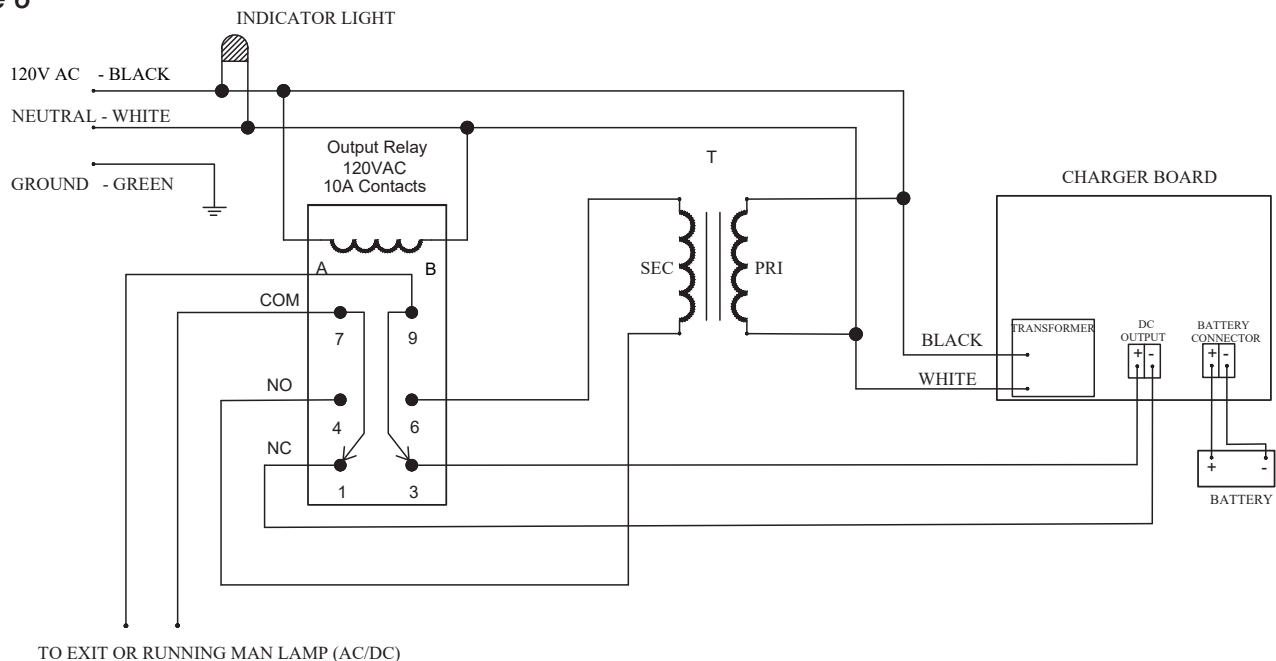 INDICATOR LIGHT
120V AC - BLACK
NEUTRAL - WHITE
GROUND - GREEN
Output Relay
120VAC
10A Contacts
A
B
COM
7
9
NO
4
6
NC
1
3
T
SEC
PRI
CHARGER BOARD
BLACK
WHITE
TRANSFORMER
DC
OUTPUT
+ -
BATTERY
CONNECTOR
+ -
+ -
BATTERY
TO EXIT OR RUNNING MAN LAMP (AC/DC)